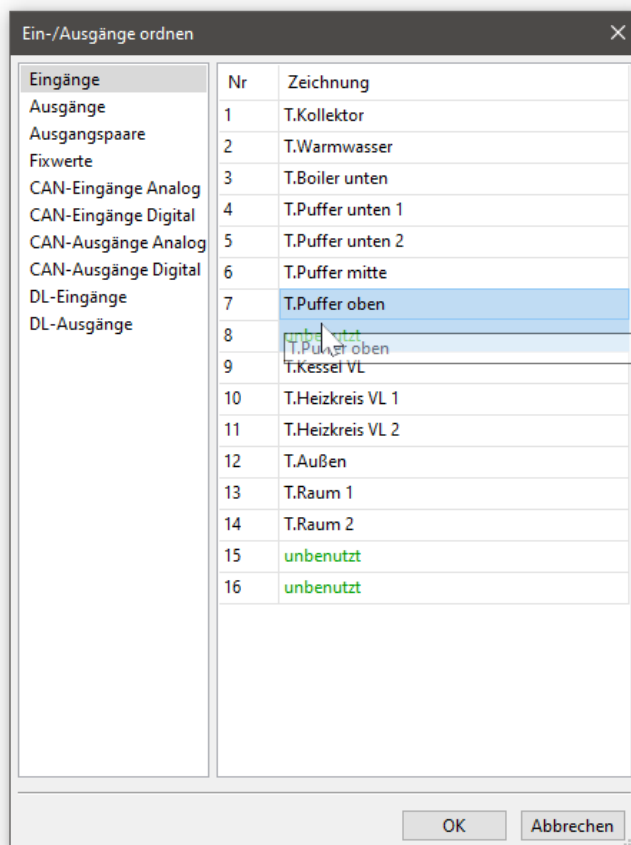 Ein-/Ausgänge ordnen
Eingänge
Ausgänge
Ausgangspaare
Fixwerte
CAN-Eingänge Analog
CAN-Eingänge Digital
CAN-Ausgänge Analog
CAN-Ausgänge Digital
DL-Eingänge
DL-Ausgänge
Nr Zeichnung
1 T.Kollektor
2 T.Warmwasser
3 T.Boiler unten
4 T.Puffer unten 1
5 T.Puffer unten 2
6 T.Puffer mitte
7 T.Puffer oben
8 unbenutzt
T.Puffer oben
9 T.Kessel VL
10 T.Heizkreis VL 1
11 T.Heizkreis VL 2
12 T.Außen
13 T.Raum 1
14 T.Raum 2
15 unbenutzt
16 unbenutzt
OK Abbrechen